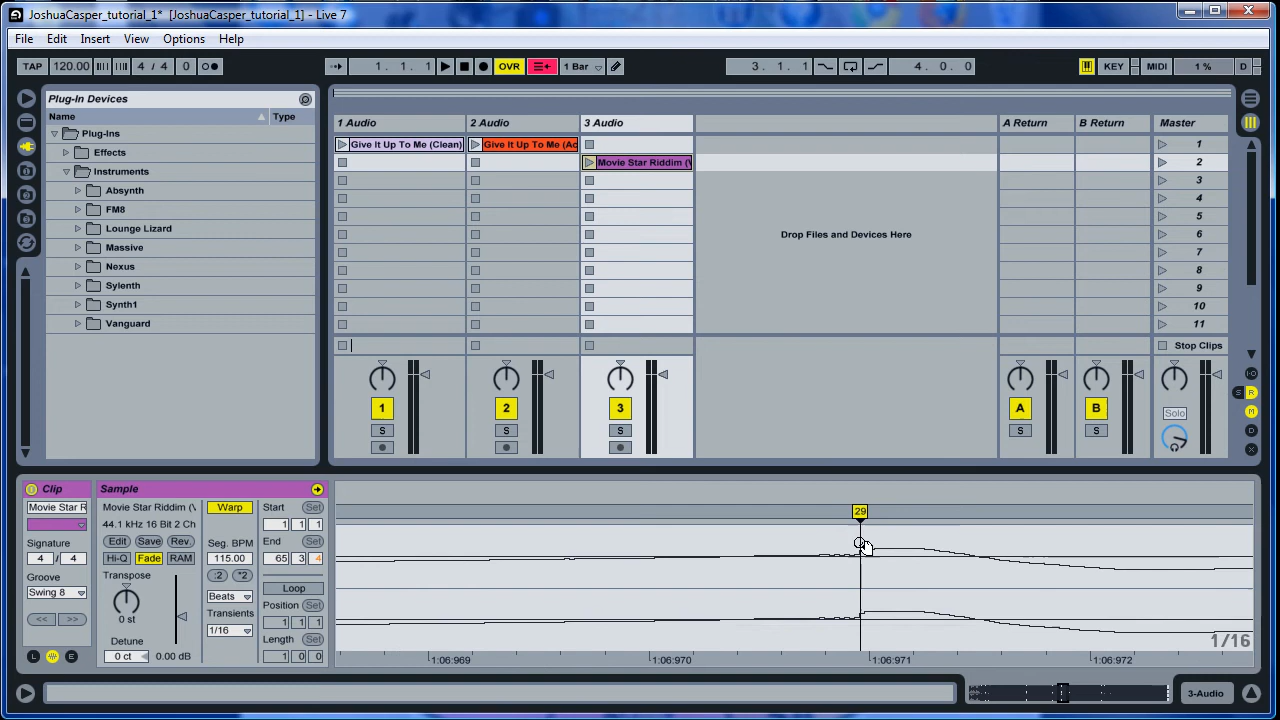 JoshuaCasper_tutorial_1* [JoshuaCasper_tutorial_1] - Live 7
File Edit Insert View Options Help
TAP 120.00 4 / 4 0 1. 1. 1 OVR 1 Bar 3. 1. 1 4. 0. 0 KEY MIDI 1 % D
Plug-In Devices
Name Type
Plug-Ins
Effects
Instruments
Absynth
FM8
Lounge Lizard
Massive
Nexus
Sylenth
Synth1
Vanguard
1 Audio 2 Audio 3 Audio A Return B Return Master
Give It Up To Me (Clean) Give It Up To Me (Ac 1
Movie Star Riddim (\ 2
3
4
5
Drop Files and Devices Here 6
7
8
9
10
11
Stop Clips
1 2 3 A B Solo
S S S S S
S R
M
D
X
Clip Sample
Movie Star R Movie Star Riddim (\ Warp Start Set
44.1 kHz 16 Bit 2 Ch 1 1 1
Signature Edit Save Rev. Seg. BPM End Set
4 / 4 Hi-Q Fade RAM 115.00 65 3 4
Groove Transpose :2 *2 Loop
Swing 8 Beats Position Set
<< >> 0 st Transients 1 1 1
Detune 1/16 Length Set
L E 0 ct 0.00 dB 1 0 0
29
1/16
1:06:969 1:06:970 1:06:971 1:06:972
3-Audio